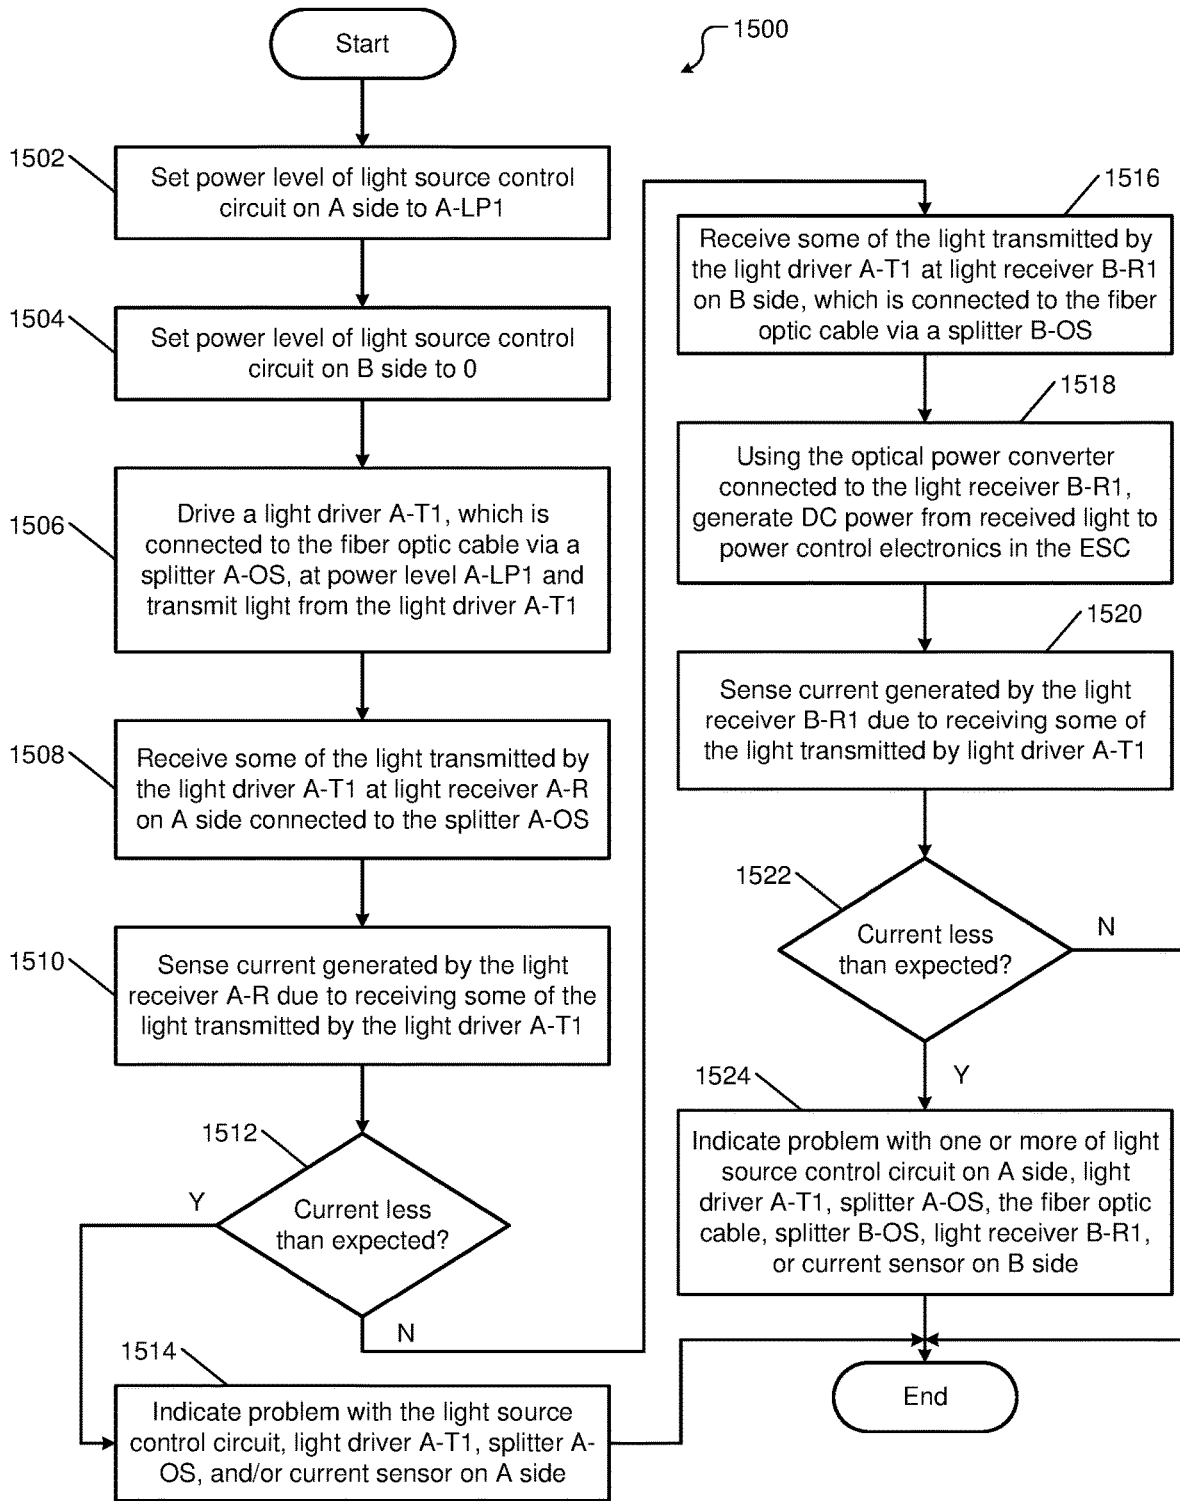 Start
1500
1502
Set power level of light source control
circuit on A side to A-LP1
1504
Set power level of light source control
circuit on B side to 0
1506
Drive a light driver A-T1, which is
connected to the fiber optic cable via a
splitter A-OS, at power level A-LP1 and
transmit light from the light driver A-T1
1508
Receive some of the light transmitted by
the light driver A-T1 at light receiver A-R
on A side connected to the splitter A-OS
1510
Sense current generated by the light
receiver A-R due to receiving some of the
light transmitted by the light driver A-T1
1512
Y
Current less
than expected?
N
1514
Indicate problem with the light source
control circuit, light driver A-T1, splitter A-
OS, and/or current sensor on A side
1516
Receive some of the light transmitted by
the light driver A-T1 at light receiver B-R1
on B side, which is connected to the fiber
optic cable via a splitter B-OS
1518
Using the optical power converter
connected to the light receiver B-R1,
generate DC power from received light to
power control electronics in the ESC
1520
Sense current generated by the light
receiver B-R1 due to receiving some of
the light transmitted by light driver A-T1
1522
Current less
than expected?
N
Y
1524
Indicate problem with one or more of light
source control circuit on A side, light
driver A-T1, splitter A-OS, the fiber optic
cable, splitter B-OS, light receiver B-R1,
or current sensor on B side
End